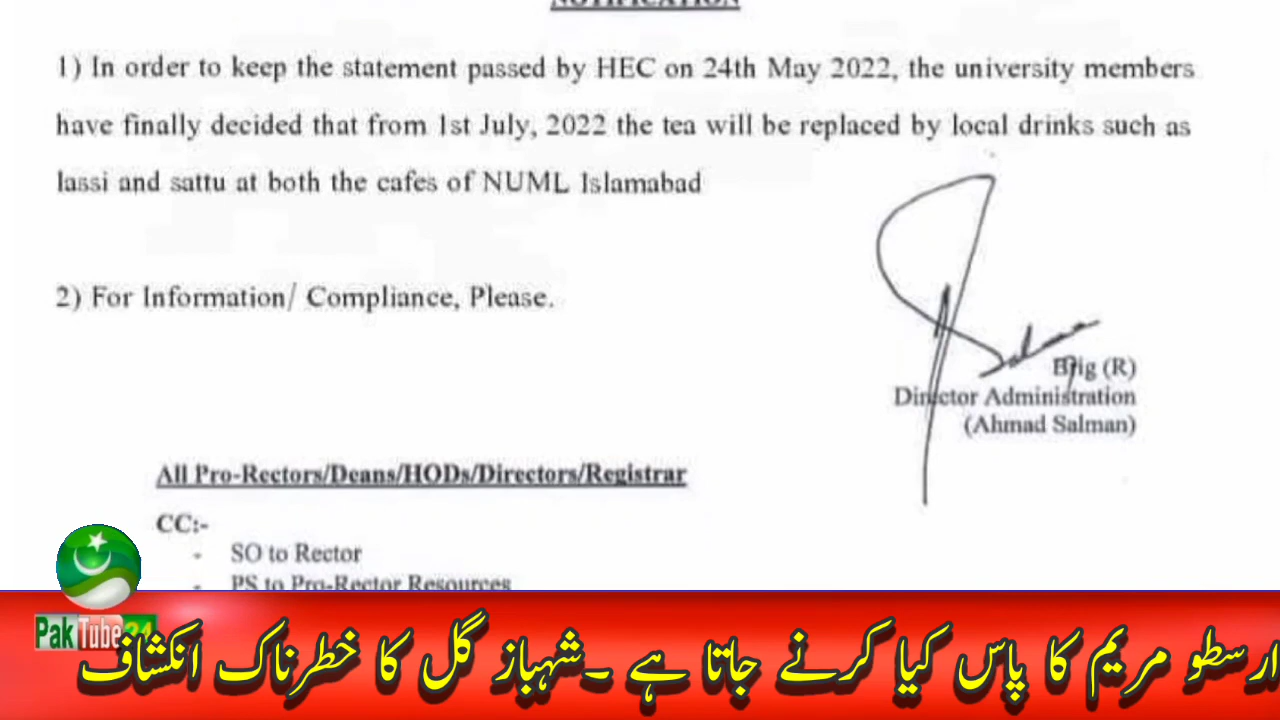 NOTIFICATION
1) In order to keep the statement passed by HEC on 24th May 2022, the university members
have finally decided that from 1st July, 2022 the tea will be replaced by local drinks such as
lassi and sattu at both the cafes of NUML Islamabad
2) For Information/ Compliance, Please.
Salman
Brig (R)
Director Administration
(Ahmad Salman)
All Pro-Rectors/Deans/HODs/Directors/Registrar
CC:-
- SO to Rector
- PS to Pro-Rector Resources
PakTube24
ارسطو مریم کا پاس کیا کرنے جاتا ہے ۔شہباز گل کا خطرناک انکشاف